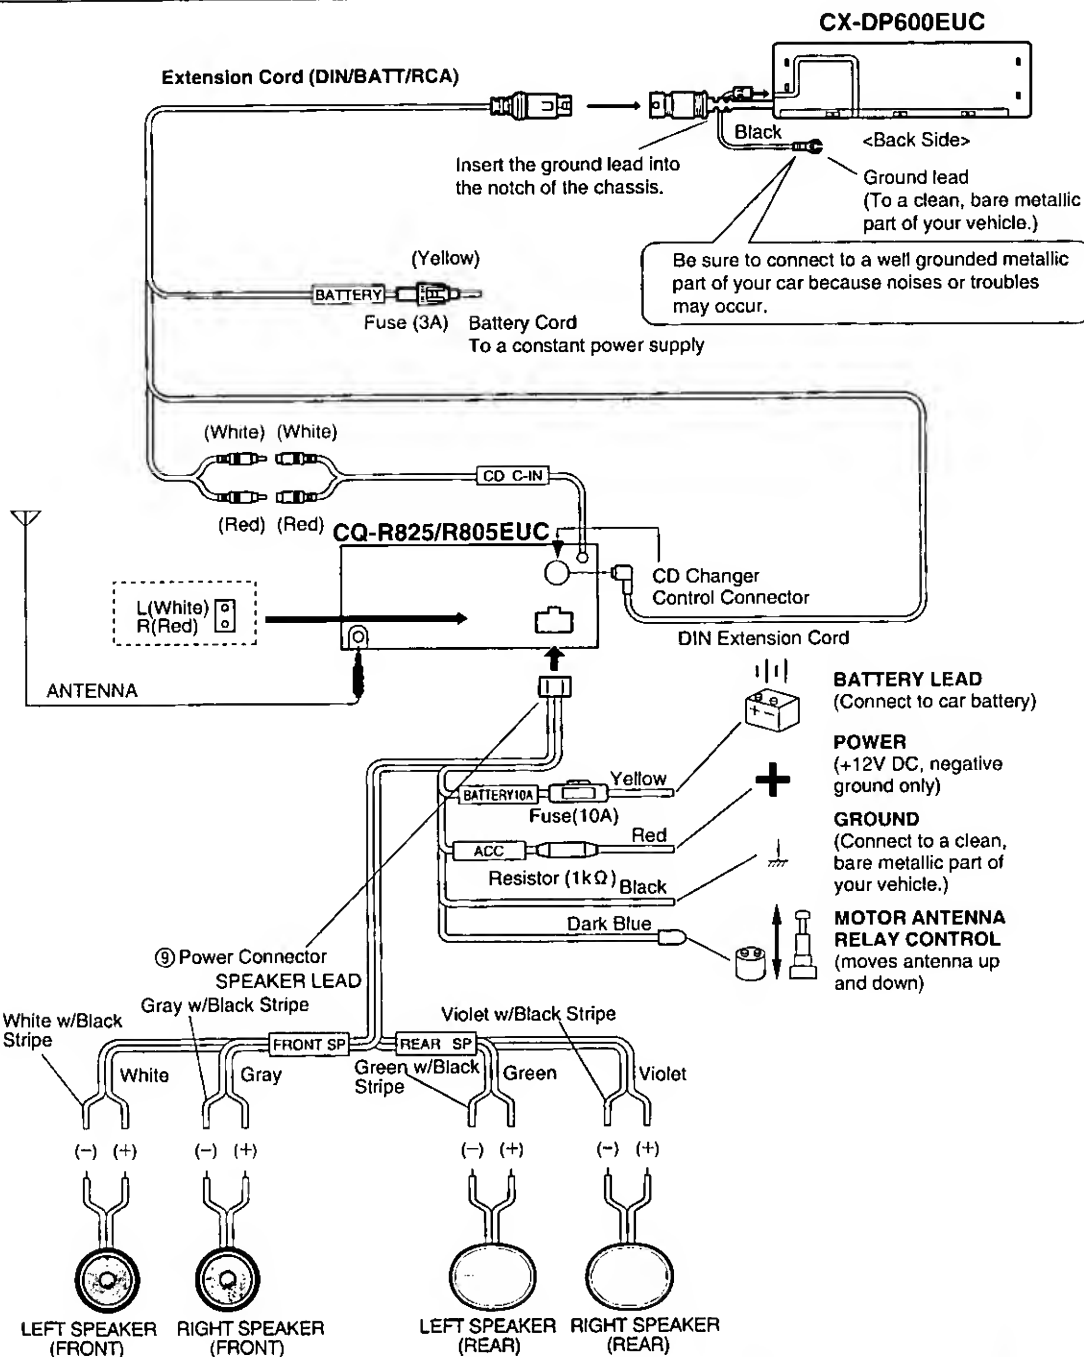 CX-DP600EUC
Extension Cord (DIN/BATT/RCA)
Black
<Back Side>
Insert the ground lead into
the notch of the chassis.
Ground lead
(To a clean, bare metallic
part of your vehicle.)
Be sure to connect to a well grounded metallic
part of your car because noises or troubles
may occur.
(Yellow)
BATTERY
Fuse (3A)
Battery Cord
To a constant power supply
(White) (White)
CD C-IN
(Red) (Red)
CQ-R825/R805EUC
CD Changer
Control Connector
L(White)
R(Red)
DIN Extension Cord
ANTENNA
BATTERY LEAD
(Connect to car battery)
POWER
(+12V DC, negative
ground only)
Yellow
BATTERY10A
Fuse(10A)
Red
GROUND
(Connect to a clean,
bare metallic part of
your vehicle.)
ACC
Resistor (1kΩ)
Black
Dark Blue
MOTOR ANTENNA
RELAY CONTROL
(moves antenna up
and down)
⑨ Power Connector
SPEAKER LEAD
Gray w/Black Stripe
White w/Black
Stripe
Violet w/Black Stripe
FRONT SP
REAR SP
White
Gray
Green w/Black
Stripe
Green
Violet
(−) (+)
(−) (+)
(−) (+)
(−) (+)
LEFT SPEAKER
(FRONT)
RIGHT SPEAKER
(FRONT)
LEFT SPEAKER
(REAR)
RIGHT SPEAKER
(REAR)